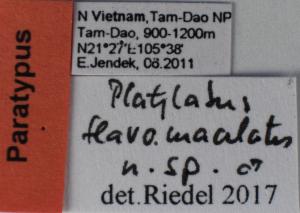 Paratypus
N Vietnam, Tam-Dao NP
Tam-Dao, 900-1200m
N21°27'E105°38'
E.Jendek, 08.2011
Platylabus
flavomaculatus
n. sp. ♂
det. Riedel 2017